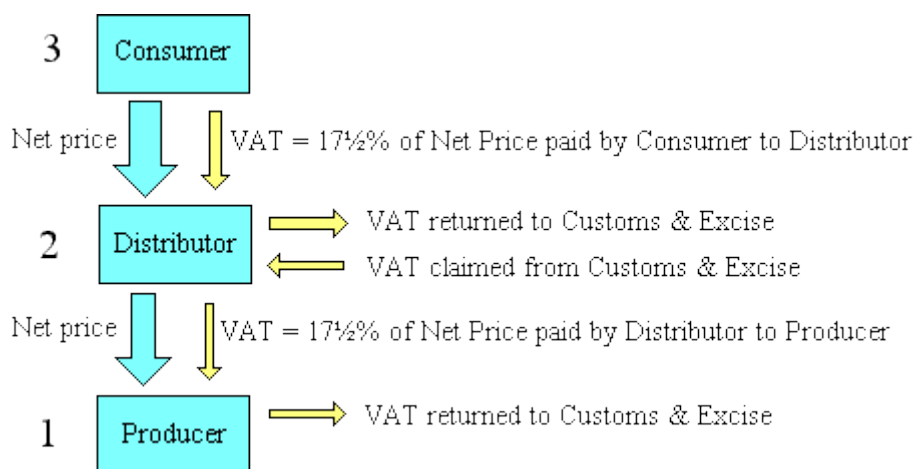 3 Consumer
Net price VAT = 17½% of Net Price paid by Consumer to Distributor
VAT returned to Customs & Excise
2 Distributor
VAT claimed from Customs & Excise
Net price VAT = 17½% of Net Price paid by Distributor to Producer
VAT returned to Customs & Excise
1 Producer